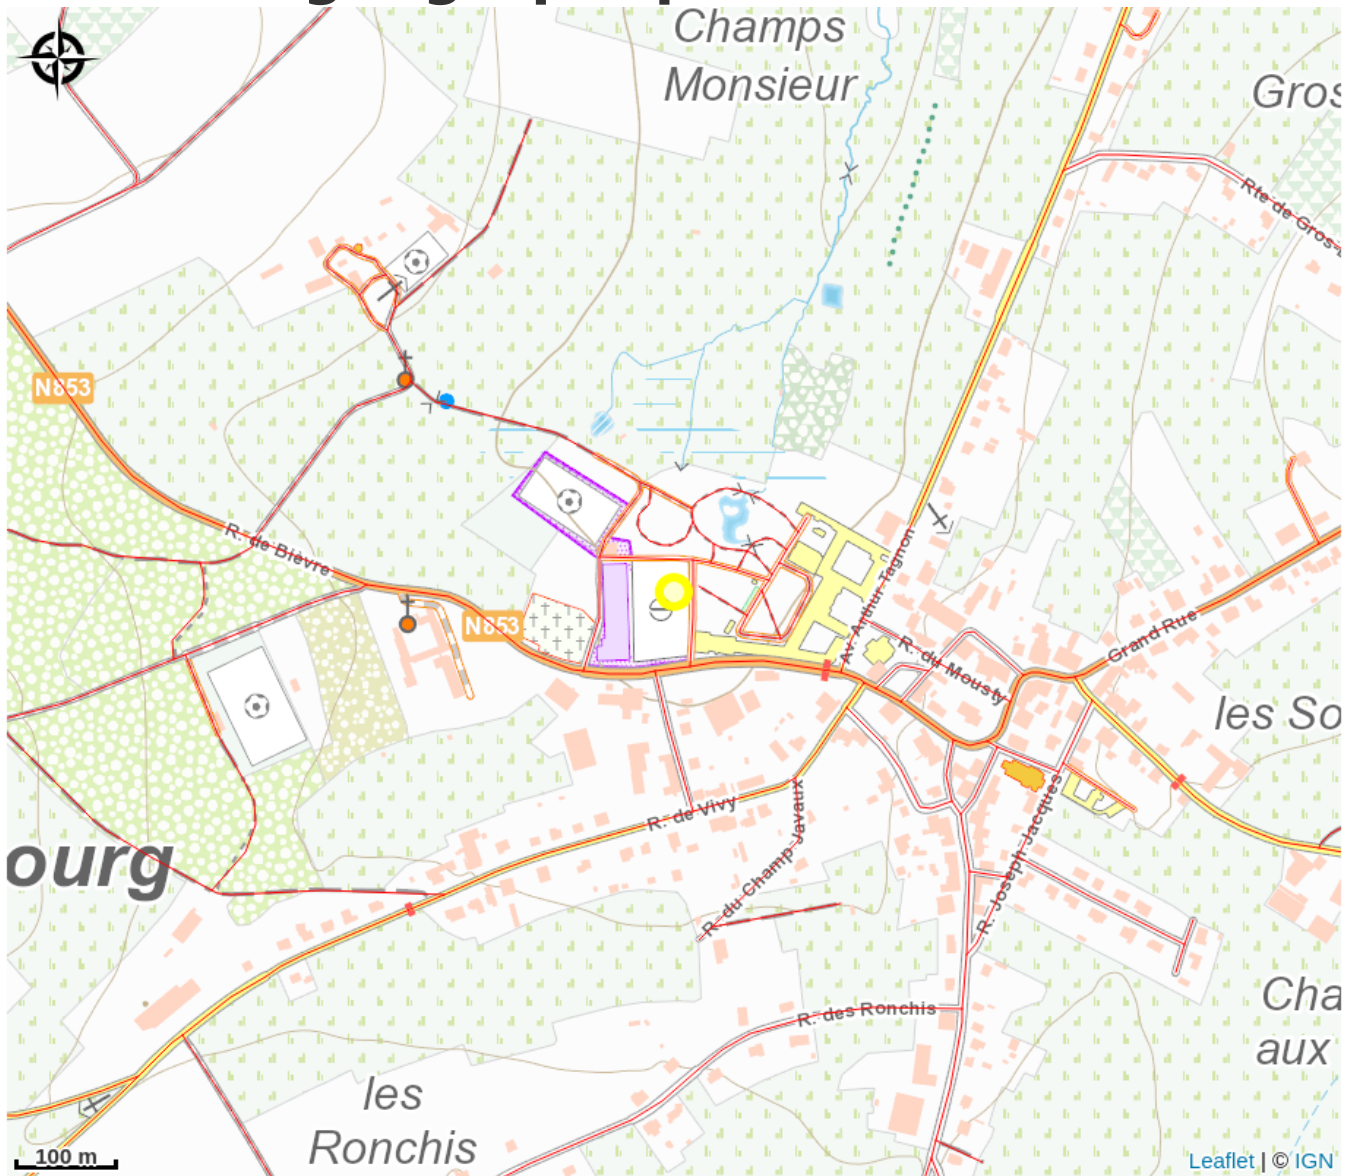 Champs
Monsieur
Gros
Rte de Gros-
N853
R. de Bièvre
N853
Av. Arthur Tagnon
R. du Mousty
Grand Rue
les So
R. de Vivy
R. du Champ Javaux
R. Joseph Jacques
ourg
R. des Ronchis
Cha
aux
les
Ronchis
100 m
Leaflet | © IGN